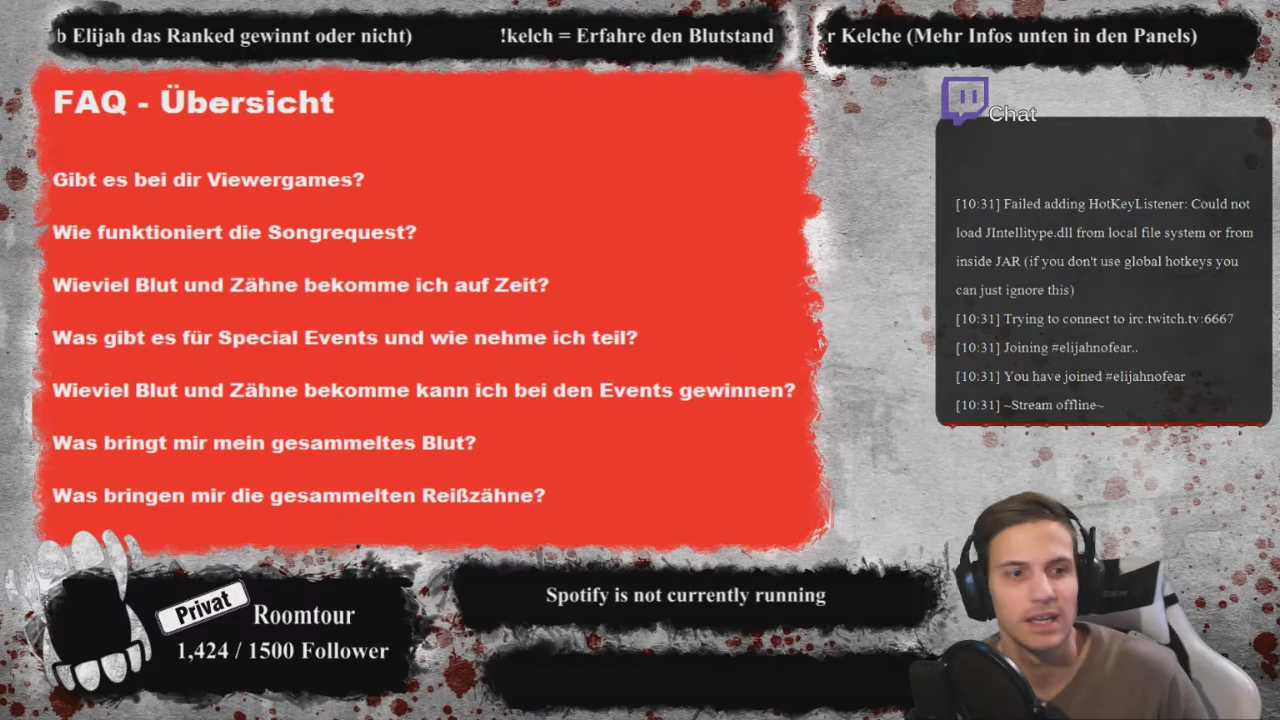 b Elijah das Ranked gewinnt oder nicht)
!kelch = Erfahre den Blutstand
r Kelche (Mehr Infos unten in den Panels)
FAQ - Übersicht
Gibt es bei dir Viewergames?
Wie funktioniert die Songrequest?
Wieviel Blut und Zähne bekomme ich auf Zeit?
Was gibt es für Special Events und wie nehme ich teil?
Wieviel Blut und Zähne bekomme kann ich bei den Events gewinnen?
Was bringt mir mein gesammeltes Blut?
Was bringen mir die gesammelten Reißzähne?
Chat
[10:31] Failed adding HotKeyListener: Could not
load JIntellitype.dll from local file system or from
inside JAR (if you don't use global hotkeys you
can just ignore this)
[10:31] Trying to connect to irc.twitch.tv:6667
[10:31] Joining #elijahnofear..
[10:31] You have joined #elijahnofear
[10:31] ~Stream offline~
Privat
Roomtour
1,424 / 1500 Follower
Spotify is not currently running